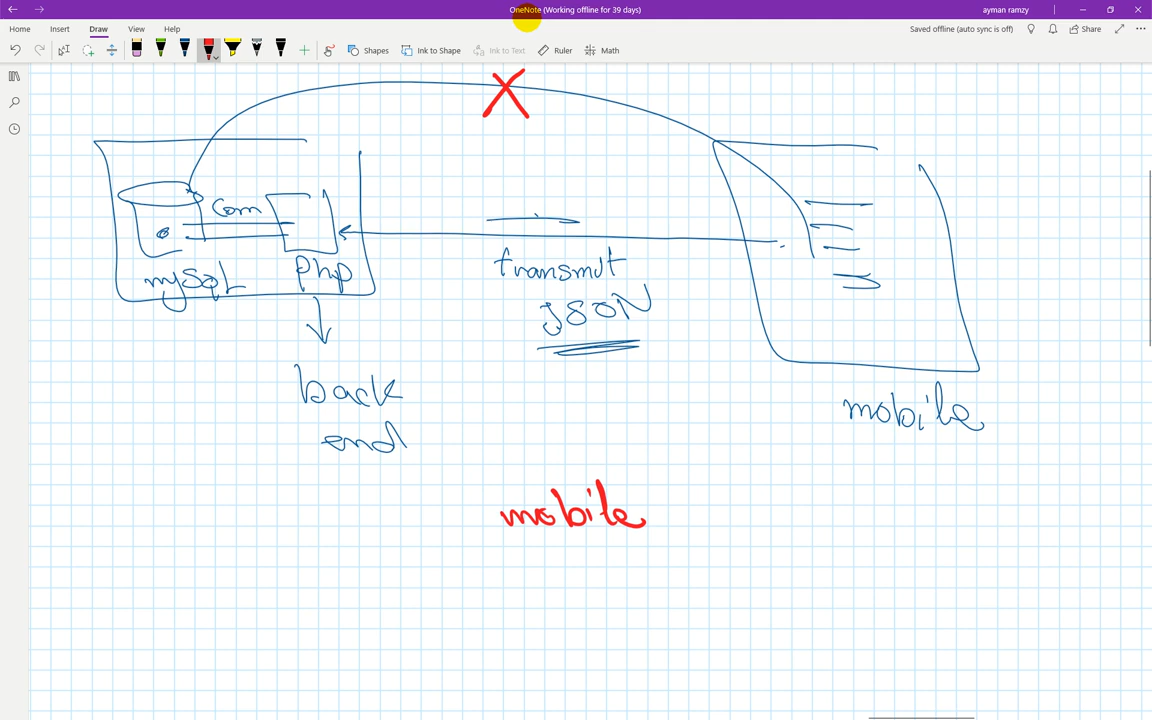 OneNote (Working offline for 39 days)
ayman ramzy
Home Insert Draw View Help
Saved offline (auto sync is off)
Share
Shapes
Ink to Shape
Ink to Text
Ruler
Math
Com
mysqL
Php
transmit
JSON
back
end
mobile
mobile